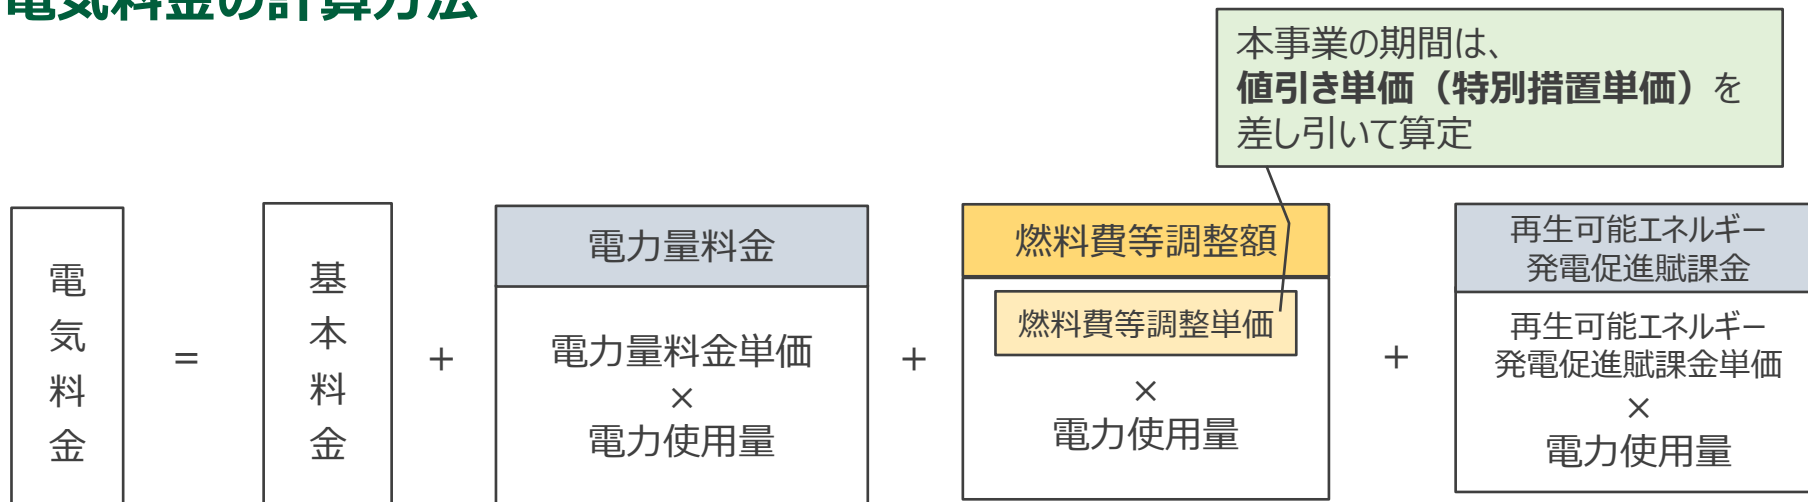 電気料金の計算方法
本事業の期間は、
値引き単価（特別措置単価）を
差し引いて算定
電気料金
=
基本料金
+
電力量料金
電力量料金単価
×
電力使用量
+
燃料費等調整額
燃料費等調整単価
×
電力使用量
+
再生可能エネルギー
発電促進賦課金
再生可能エネルギー
発電促進賦課金単価
×
電力使用量